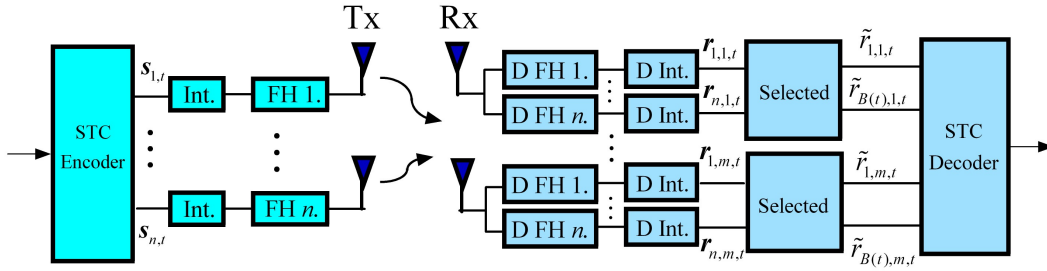 Tx
Rx
STC
Encoder
s1,t
Int.
FH 1.
sn,t
Int.
FH n.
D FH 1.
D Int.
D FH n.
D Int.
D FH 1.
D Int.
D FH n.
D Int.
r1,1,t
rn,1,t
r1,m,t
rn,m,t
Selected
Selected
r̃1,1,t
r̃B(t),1,t
r̃1,m,t
r̃B(t),m,t
STC
Decoder